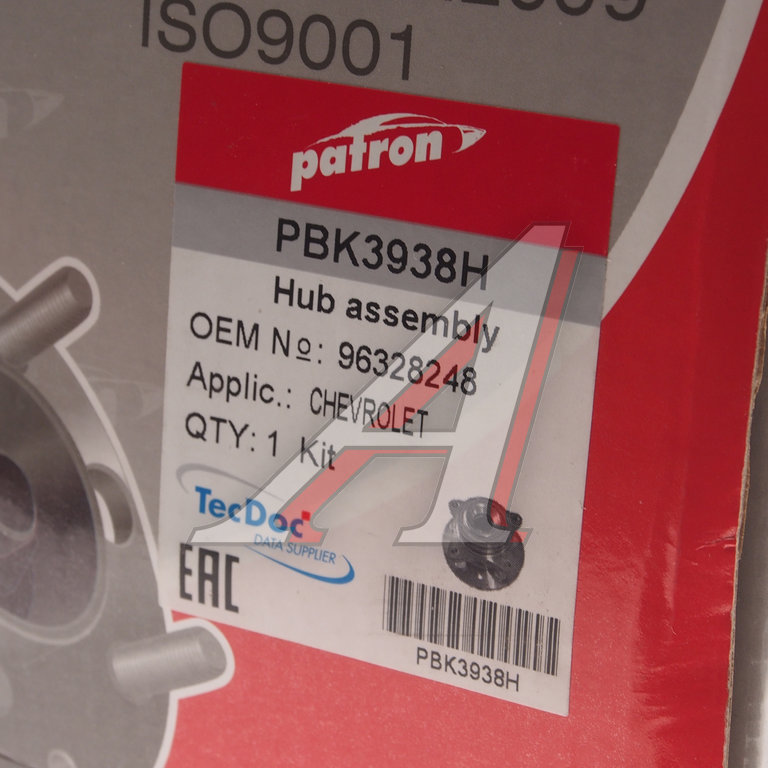 ISO9001
patron
PBK3938H
Hub assembly
OEM №: 96328248
Applic.: CHEVROLET
QTY: 1 Kit
TecDoc
DATA SUPPLIER
EAC
PBK3938H